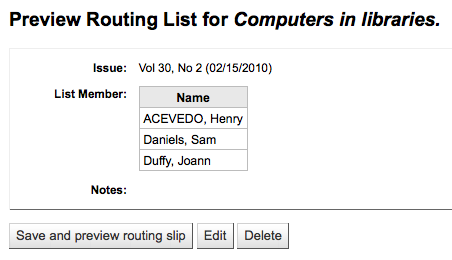 Preview Routing List for Computers in libraries.
Issue: Vol 30, No 2 (02/15/2010)
List Member: Name
ACEVEDO, Henry
Daniels, Sam
Duffy, Joann
Notes:
Save and preview routing slip Edit Delete